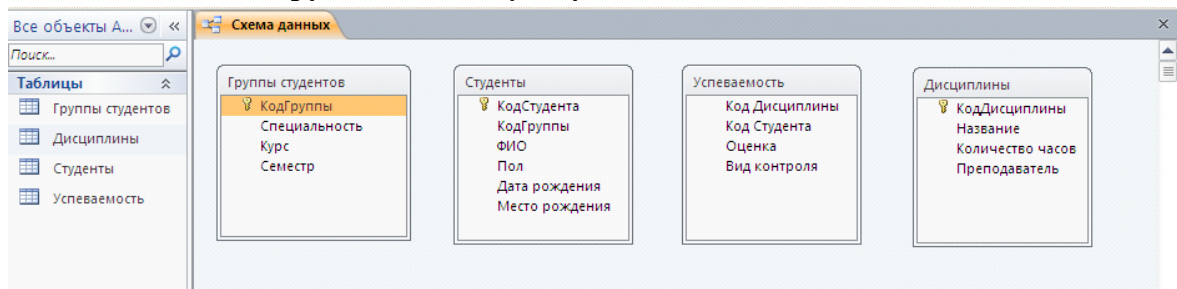 Все объекты A...
Поиск...
Таблицы
Группы студентов
Дисциплины
Студенты
Успеваемость
Схема данных
Группы студентов
КодГруппы
Специальность
Курс
Семестр
Студенты
КодСтудента
КодГруппы
ФИО
Пол
Дата рождения
Место рождения
Успеваемость
Код Дисциплины
Код Студента
Оценка
Вид контроля
Дисциплины
КодДисциплины
Название
Количество часов
Преподаватель